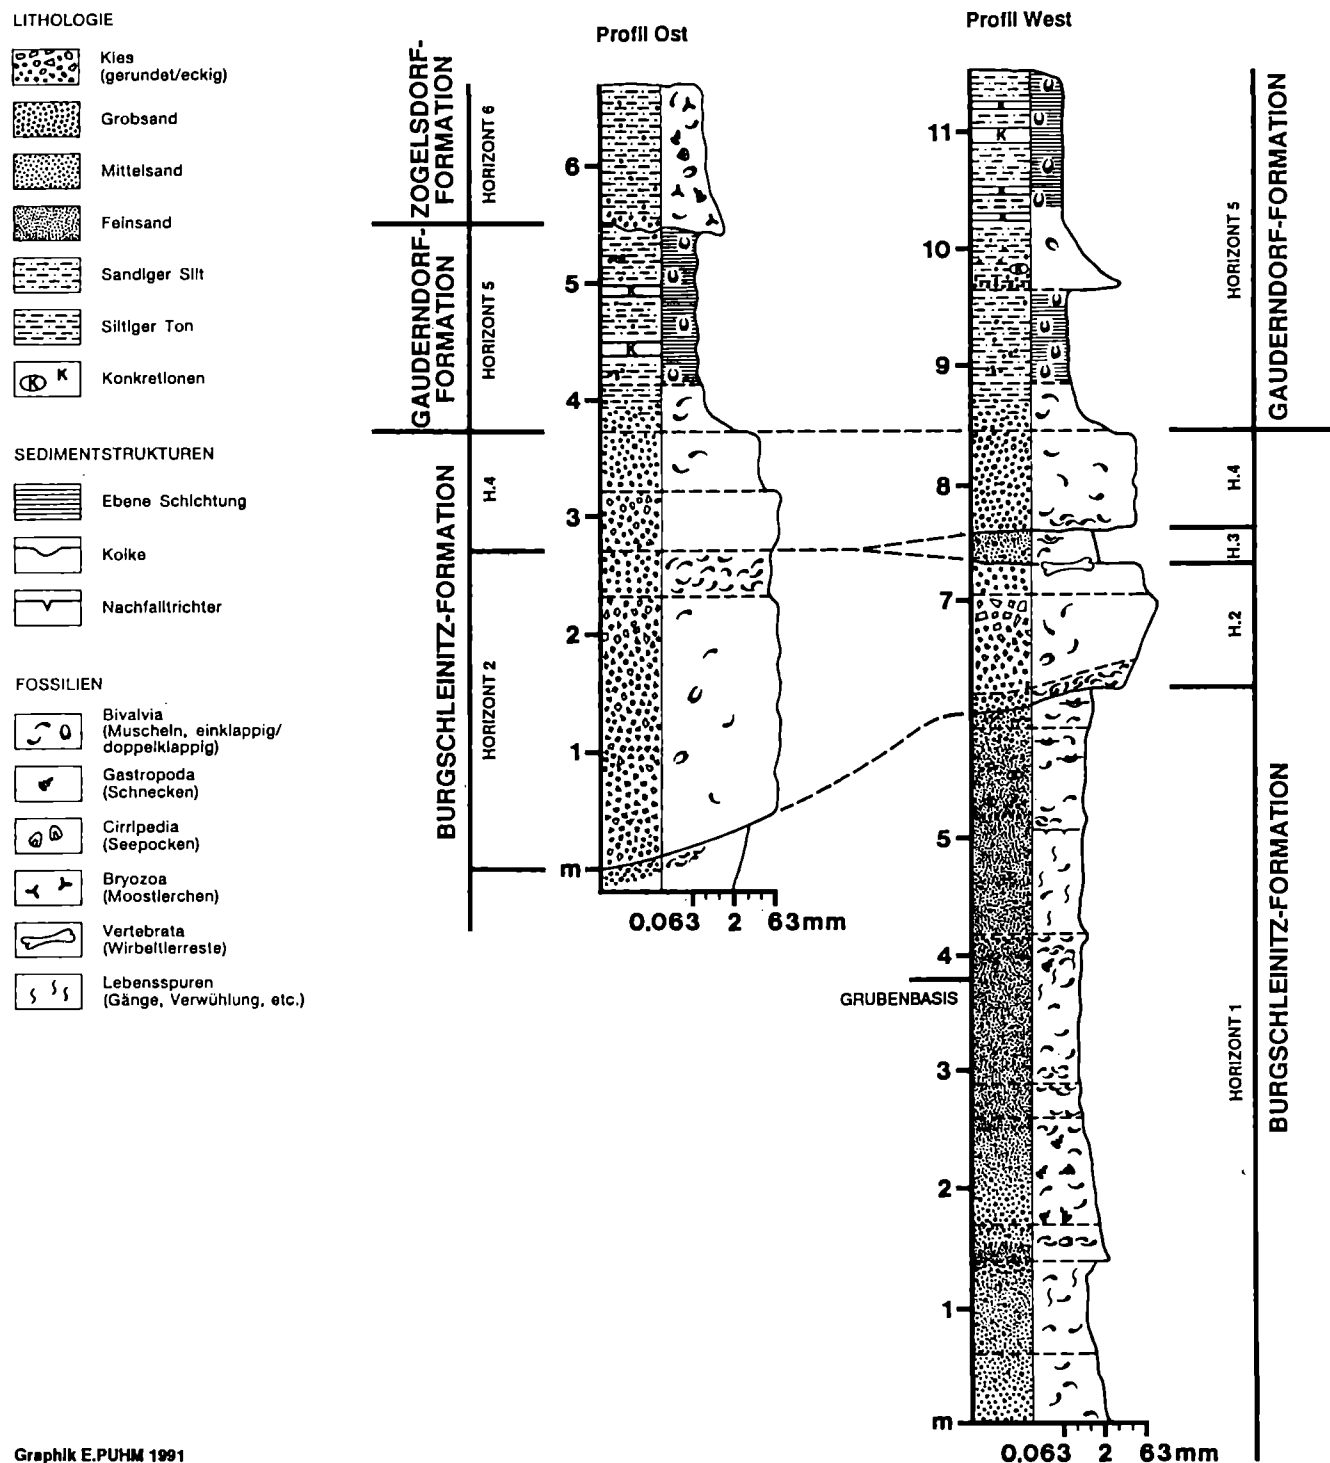 LITHOLOGIE
Kies
(gerundet/eckig)
Grobsand
Mittelsand
Feinsand
Sandiger Silt
Siltiger Ton
K K Konkretionen
SEDIMENTSTRUKTUREN
Ebene Schichtung
Kolke
Nachfalltrichter
FOSSILIEN
Bivalvia
(Muscheln, einklappig/
doppelklappig)
Gastropoda
(Schnecken)
Cirripedia
(Seepocken)
Bryozoa
(Moostierchen)
Vertebrata
(Wirbeltierreste)
Lebensspuren
(Gänge, Verwühlung, etc.)
Graphik E.PUHM 1991
Profil Ost
ZOGELSDORF-
FORMATION
HORIZONT 6
GAUDERNDORF-
FORMATION
HORIZONT 5
BURGSCHLEINITZ-FORMATION
H.4
HORIZONT 2
6
5
4
3
2
1
m
K
K
0,063 2 63mm
Profil West
11
10
9
8
7
5
4
3
2
1
m
K
K
GRUBENBASIS
0,063 2 63mm
HORIZONT 5
GAUDERNDORF-FORMATION
H.4
H.3
H.2
HORIZONT 1
BURGSCHLEINITZ-FORMATION